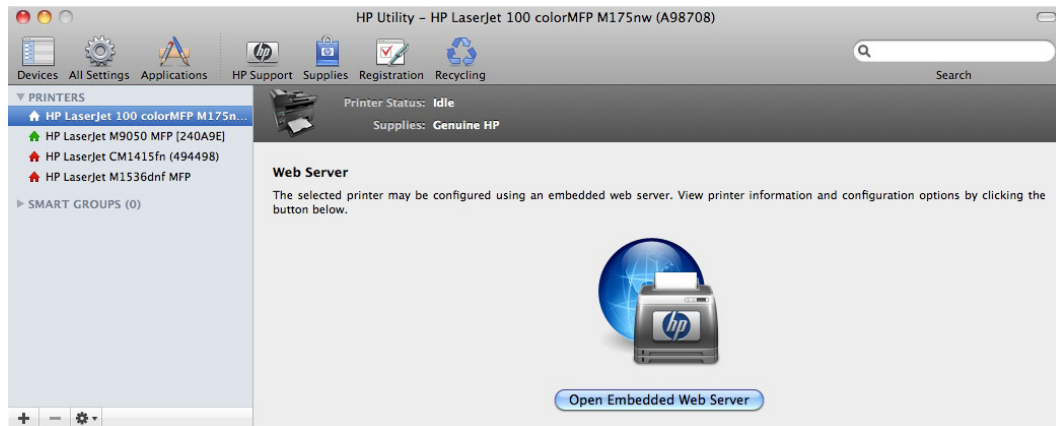 HP Utility – HP LaserJet 100 colorMFP M175nw (A98708)
Devices All Settings Applications HP Support Supplies Registration Recycling Search
PRINTERS
HP LaserJet 100 colorMFP M175n...
HP LaserJet M9050 MFP [240A9E]
HP LaserJet CM1415fn (494498)
HP LaserJet M1536dnf MFP
SMART GROUPS (0)
Printer Status: Idle
Supplies: Genuine HP
Web Server
The selected printer may be configured using an embedded web server. View printer information and configuration options by clicking the
button below.
hp
Open Embedded Web Server